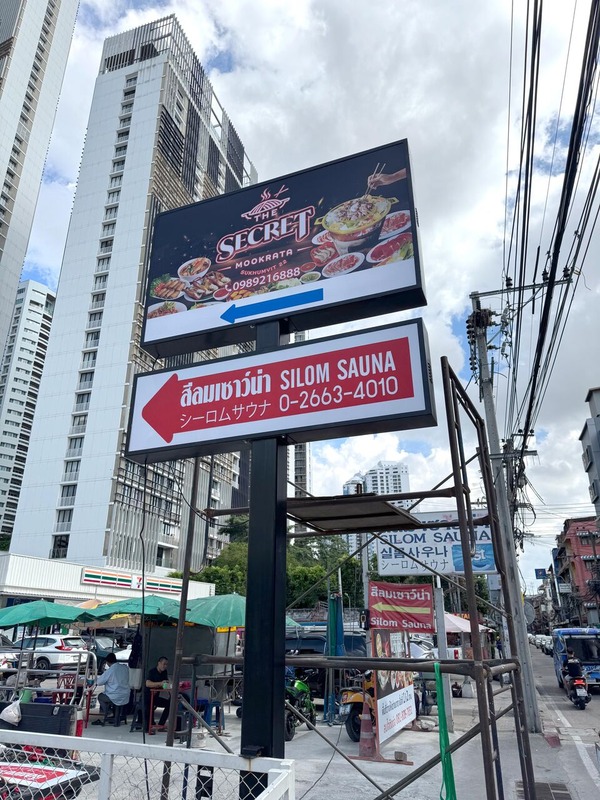 THE
SECRET
MOOKRATA
SUKHUMVIT 22
0989216888
สีลมเซาว์น่า SILOM SAUNA
シーロムサウナ 0-2663-4010
SILOM SAUNA
실롬사우나
シーロムサウナ
สีลมเซาว์น่า
Silom Sauna